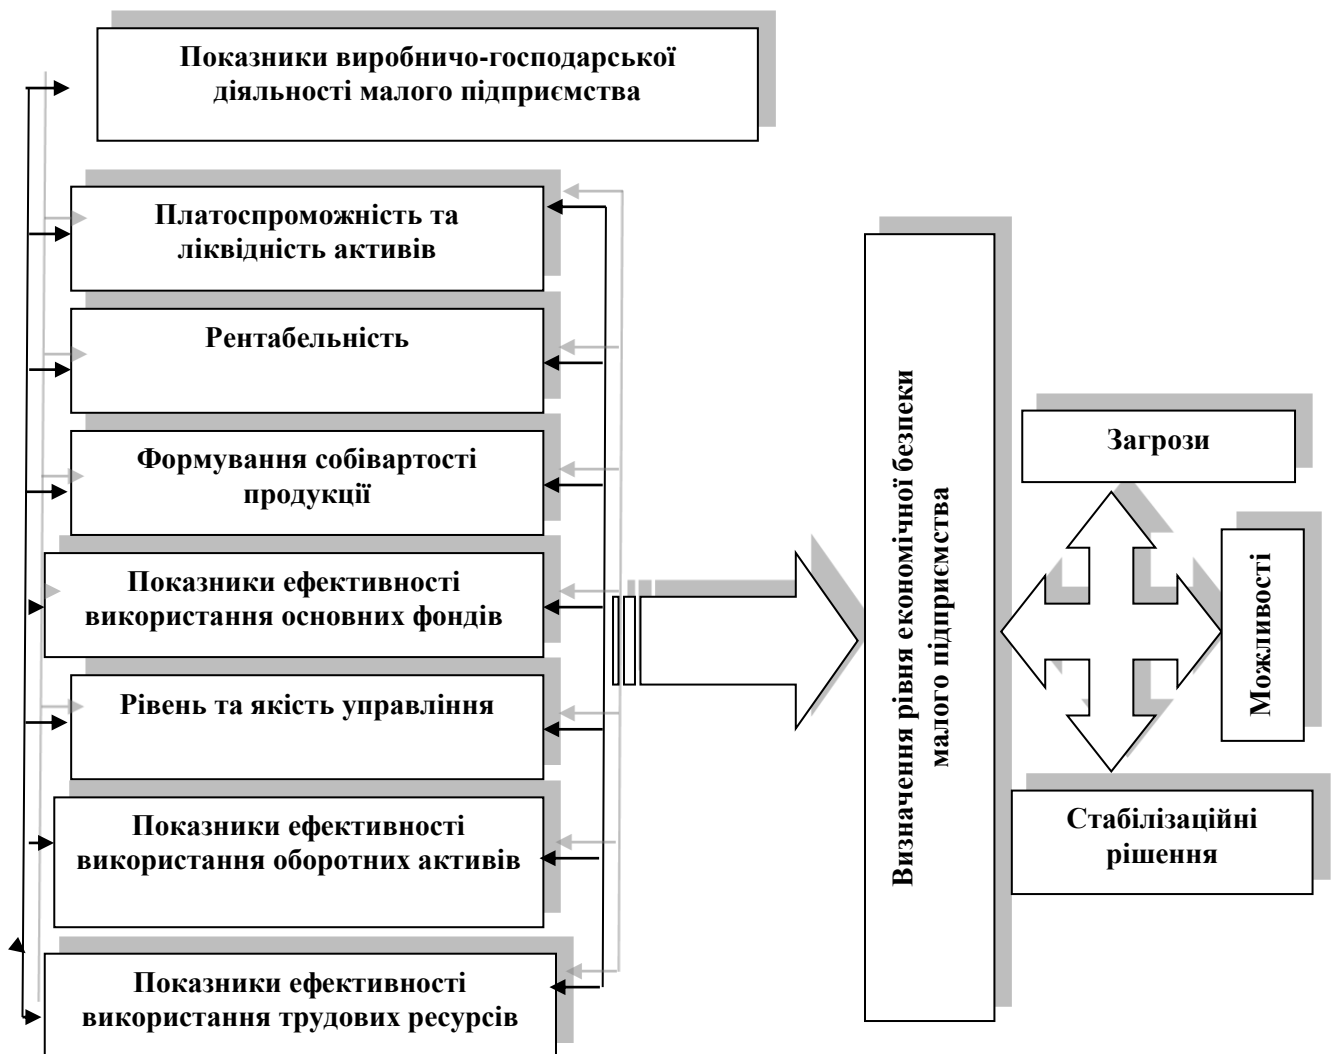 Показники виробничо-господарської
діяльності малого підприємства
Платоспроможність та
ліквідність активів
Рентабельність
Формування собівартості
продукції
Показники ефективності
використання основних фондів
Рівень та якість управління
Показники ефективності
використання оборотних активів
Показники ефективності
використання трудових ресурсів
Визначення рівня економічної безпеки
малого підприємства
Загрози
Можливості
Стабілізаційні
рішення